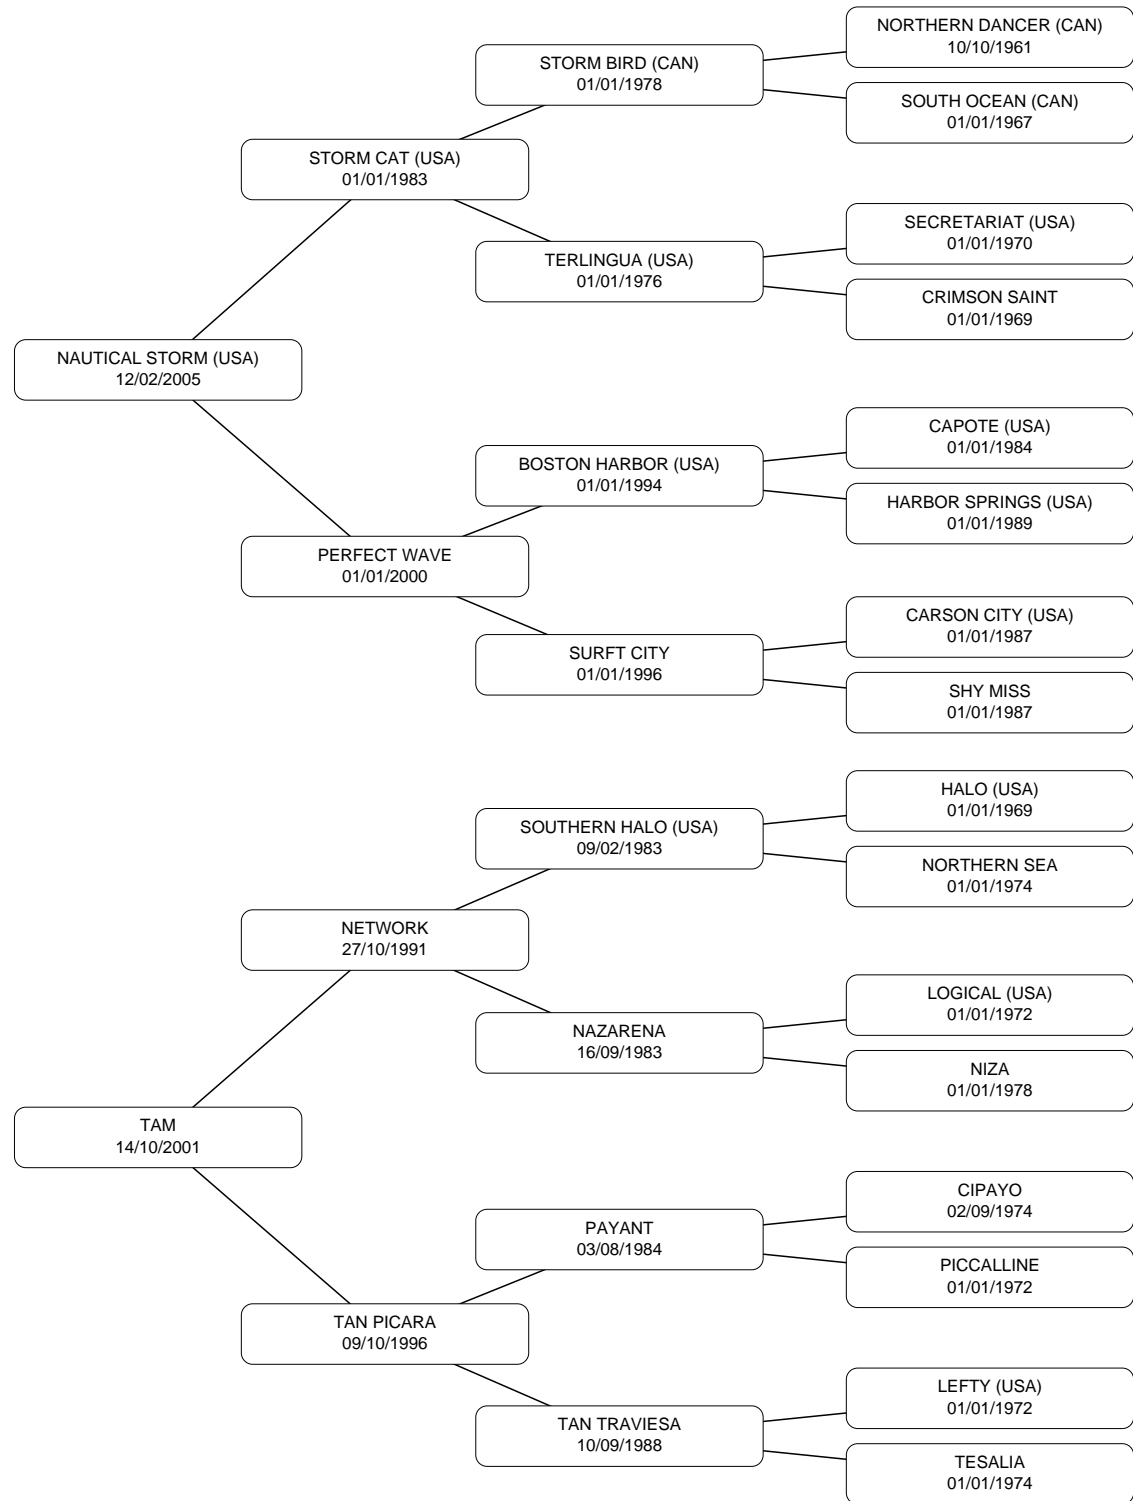 NORTHERN DANCER (CAN)
10/10/1961
STORM BIRD (CAN)
01/01/1978
SOUTH OCEAN (CAN)
01/01/1967
STORM CAT (USA)
01/01/1983
SECRETARIAT (USA)
01/01/1970
TERLINGUA (USA)
01/01/1976
CRIMSON SAINT
01/01/1969
NAUTICAL STORM (USA)
12/02/2005
CAPOTE (USA)
01/01/1984
BOSTON HARBOR (USA)
01/01/1994
HARBOR SPRINGS (USA)
01/01/1989
PERFECT WAVE
01/01/2000
CARSON CITY (USA)
01/01/1987
SURFT CITY
01/01/1996
SHY MISS
01/01/1987
HALO (USA)
01/01/1969
SOUTHERN HALO (USA)
09/02/1983
NORTHERN SEA
01/01/1974
NETWORK
27/10/1991
LOGICAL (USA)
01/01/1972
NAZARENA
16/09/1983
NIZA
01/01/1978
TAM
14/10/2001
CIPAYO
02/09/1974
PAYANT
03/08/1984
PICCALLINE
01/01/1972
TAN PICARA
09/10/1996
LEFTY (USA)
01/01/1972
TAN TRAVIESA
10/09/1988
TESALIA
01/01/1974